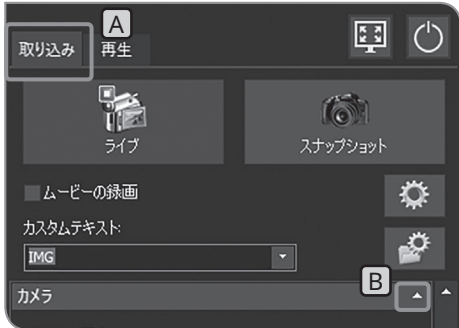 A
取り込み 再生
ライブ スナップショット
ムービーの録画
カスタムテキスト:
IMG
B
カメラ